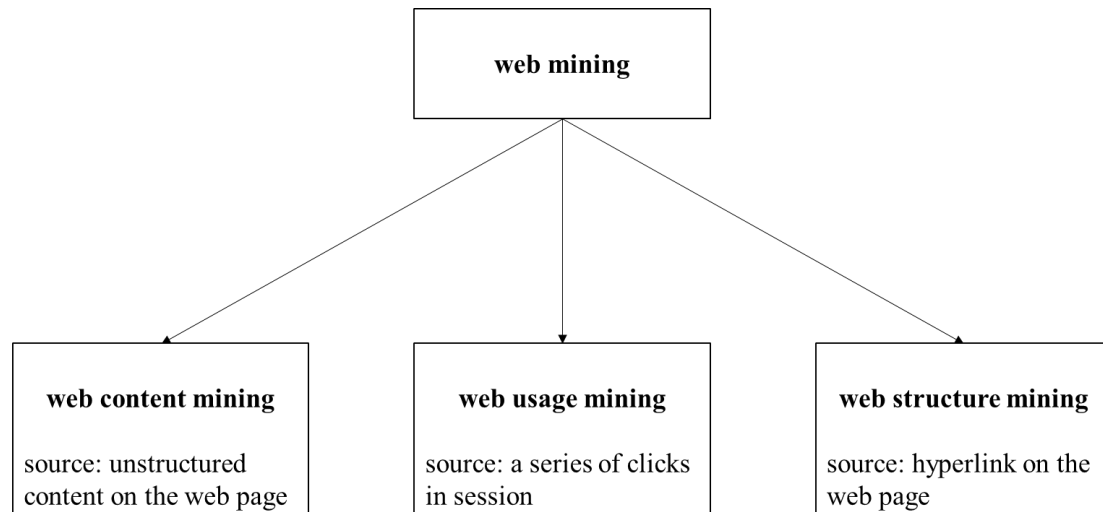 web mining
web content mining
source: unstructured
content on the web page
web usage mining
source: a series of clicks
in session
web structure mining
source: hyperlink on the
web page